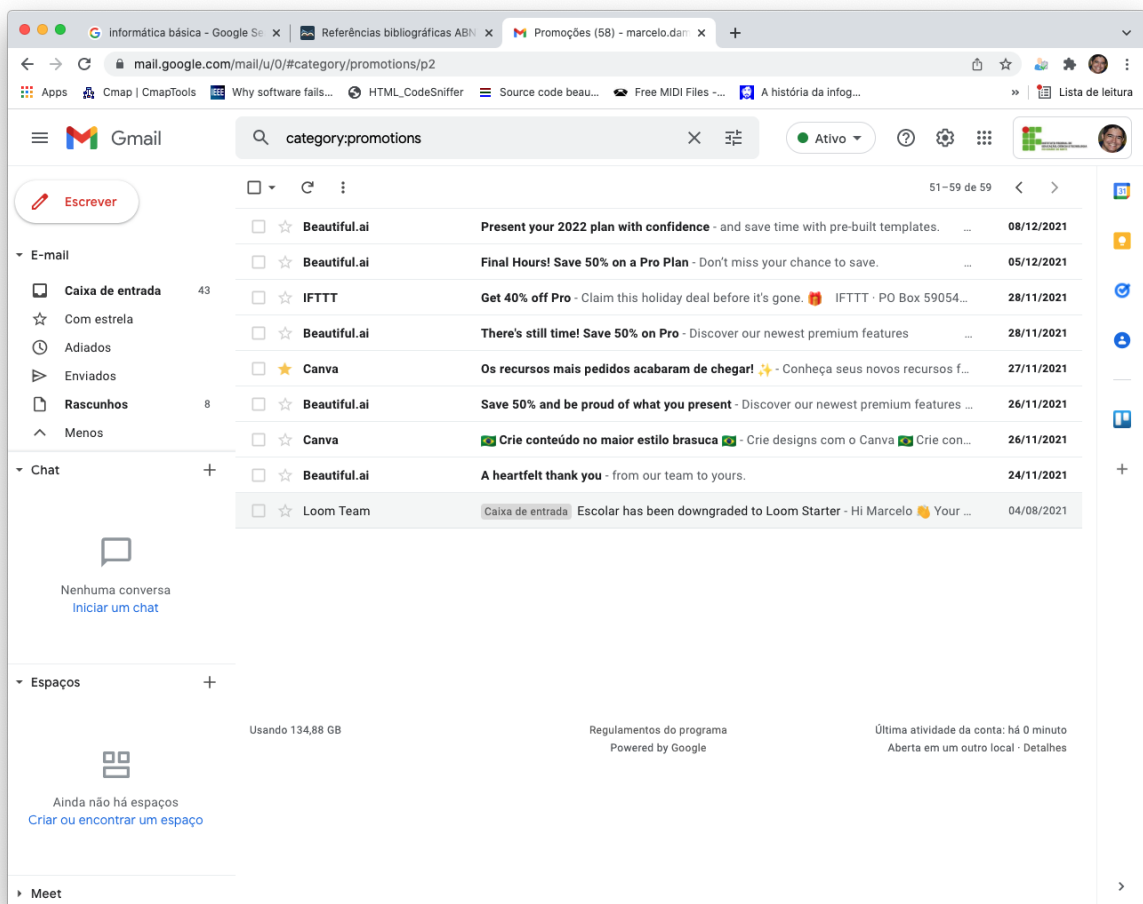 informática básica - Google Se
Referências bibliográficas ABN
Promoções (58) - marcelo.dam
mail.google.com/mail/u/0/#category/promotions/p2
Apps
Cmap | CmapTools
IEEE
Why software fails...
HTML_CodeSniffer
Source code beau...
Free MIDI Files -...
A história da infog...
»
Lista de leitura
Gmail
category:promotions
Ativo
Escrever
51–59 de 59
31
E-mail
Caixa de entrada 43
Com estrela
Adiados
Enviados
Rascunhos 8
Menos
Beautiful.ai Present your 2022 plan with confidence - and save time with pre-built templates. ... 08/12/2021
Beautiful.ai Final Hours! Save 50% on a Pro Plan - Don't miss your chance to save. ... 05/12/2021
IFTTT Get 40% off Pro - Claim this holiday deal before it's gone. 🎁 IFTTT · PO Box 59054... 28/11/2021
Beautiful.ai There's still time! Save 50% on Pro - Discover our newest premium features ... 28/11/2021
Canva Os recursos mais pedidos acabaram de chegar! ✨ - Conheça seus novos recursos f... 27/11/2021
Beautiful.ai Save 50% and be proud of what you present - Discover our newest premium features ... 26/11/2021
Canva 🇧🇷 Crie conteúdo no maior estilo brasuca 🇧🇷 - Crie designs com o Canva 🇧🇷 Crie con... 26/11/2021
Beautiful.ai A heartfelt thank you - from our team to yours. 24/11/2021
Loom Team Caixa de entrada Escolar has been downgraded to Loom Starter - Hi Marcelo 👋 Your ... 04/08/2021
Chat
Nenhuma conversa
Iniciar um chat
Espaços
Ainda não há espaços
Criar ou encontrar um espaço
Meet
Usando 134,88 GB
Regulamentos do programa
Powered by Google
Última atividade da conta: há 0 minuto
Aberta em um outro local · Detalhes